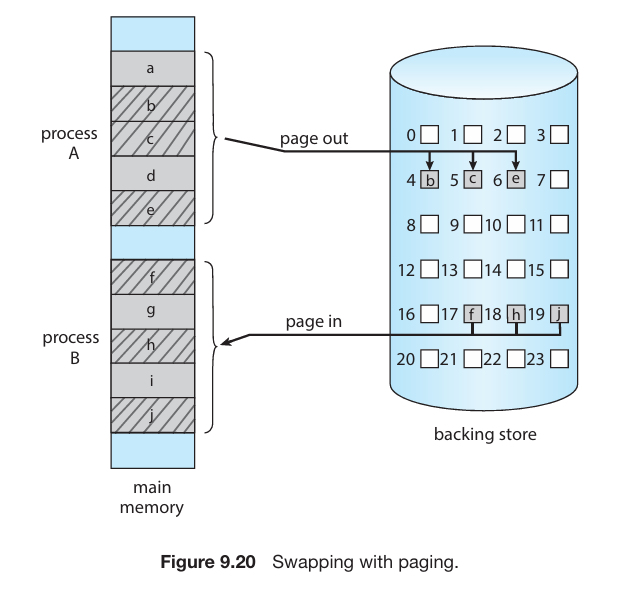 a
b
process
A
c
d
e
f
g
process
B
h
i
j
main
memory
page out
page in
0 1 2 3
4 b 5 c 6 e 7
8 9 10 11
12 13 14 15
16 17 f 18 h 19 j
20 21 22 23
backing store
Figure 9.20 Swapping with paging.